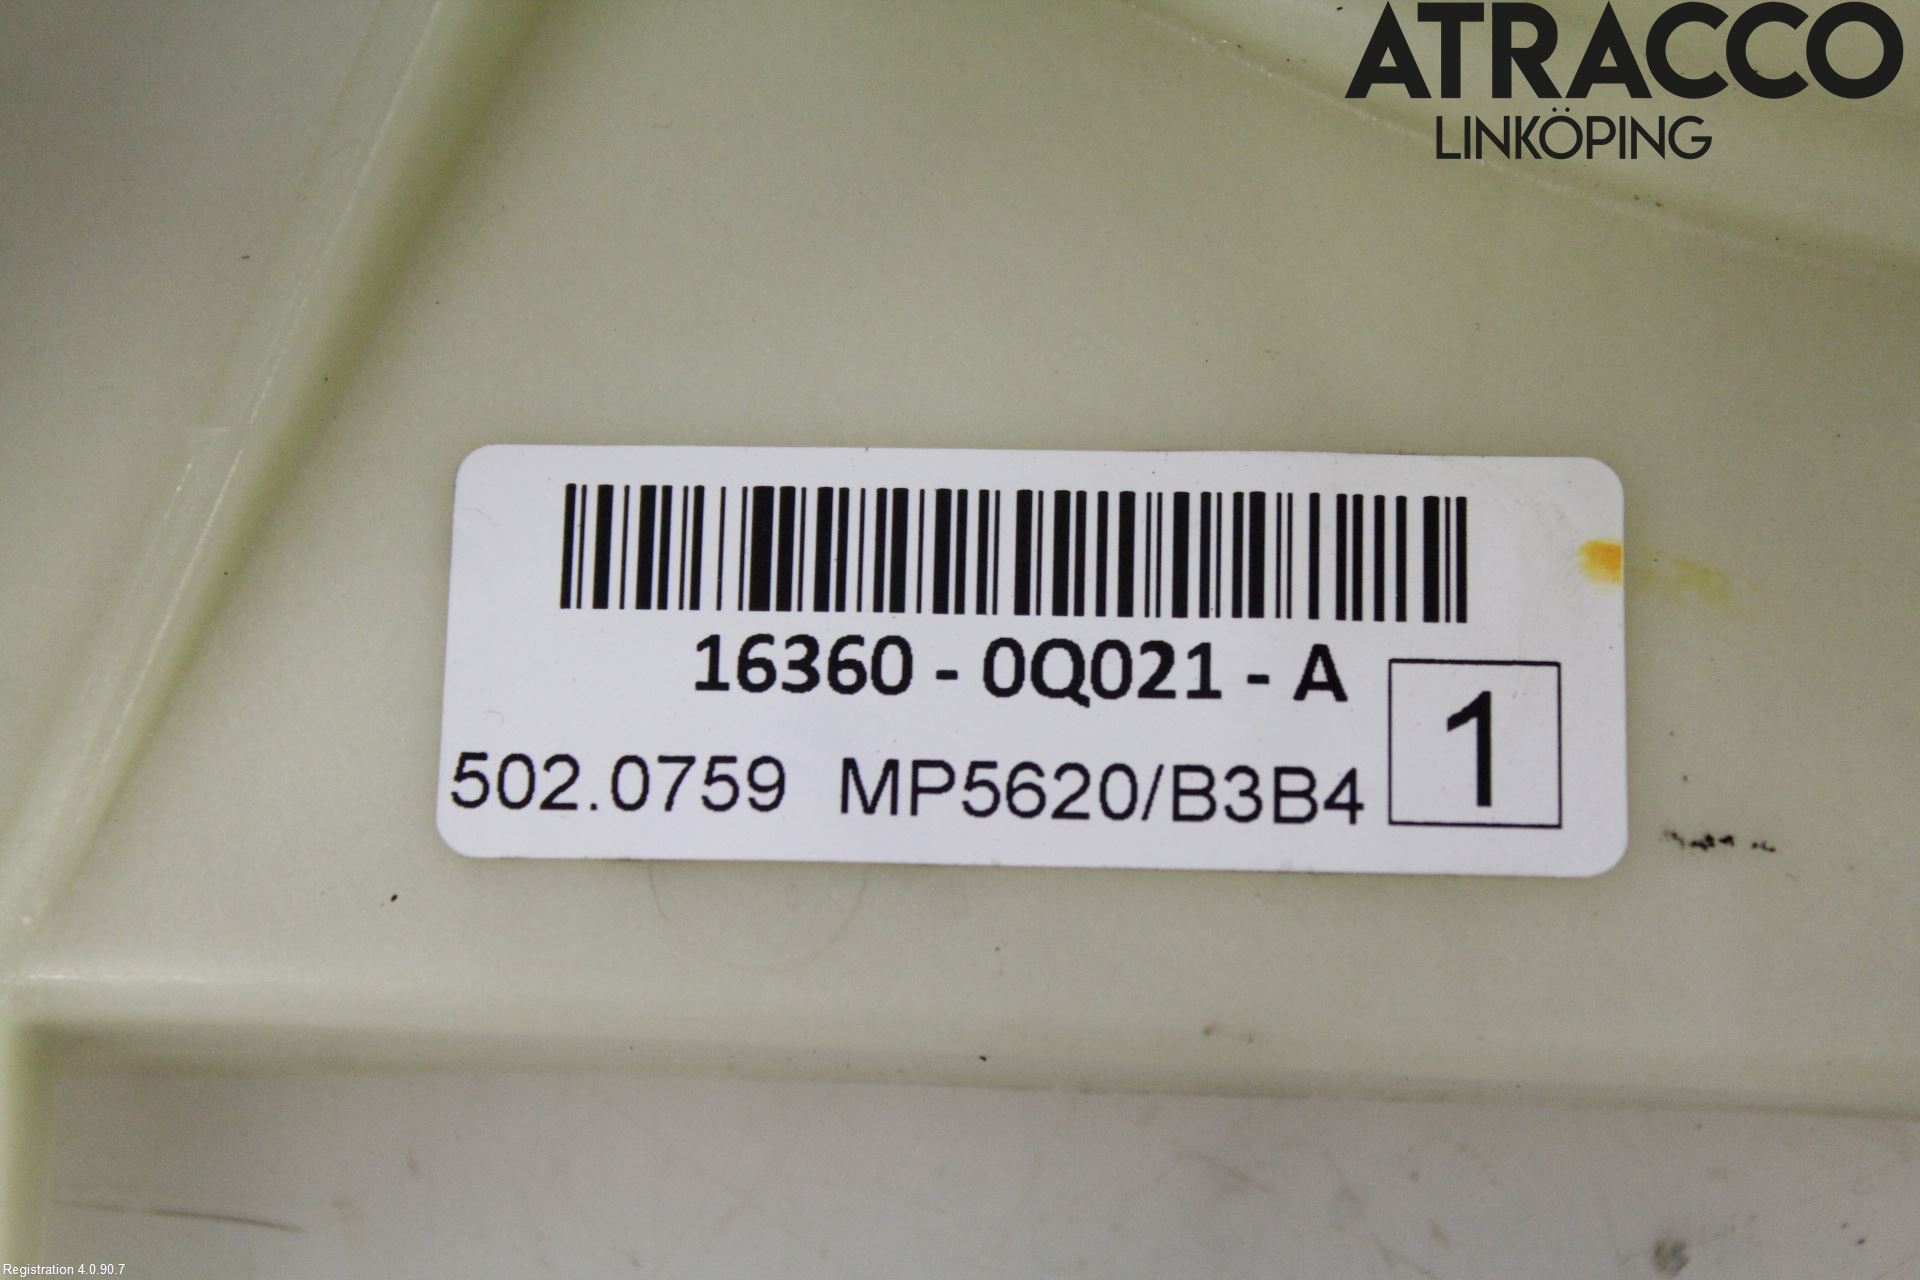 ATRACCO
LINKÖPING
16360 - 0Q021 - A
502.0759 MP5620/B3B4
1
Registration 4.0.90.7